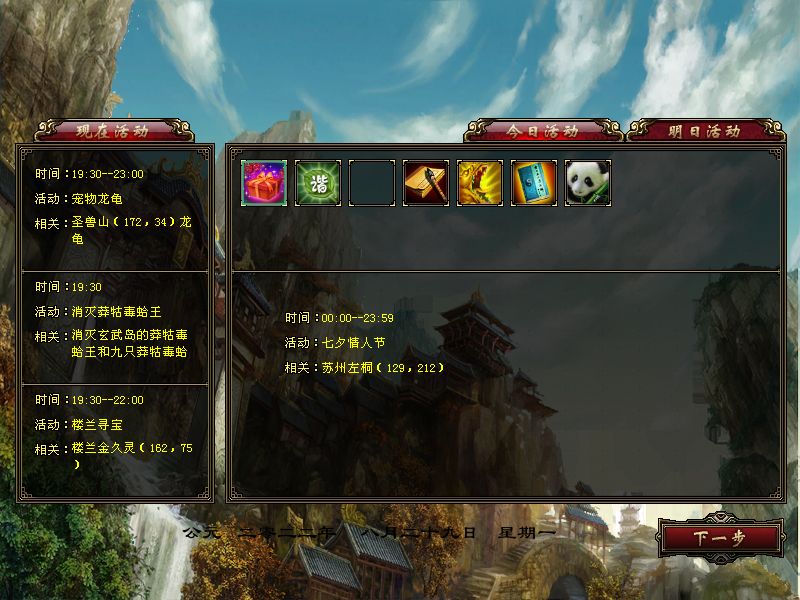 现在活动
今日活动
明日活动
时间：19:30--23:00
活动：宠物龙龟
相关：圣兽山（172，34）龙
龟
时间：19:30
活动：消灭莽牯毒蛤王
相关：消灭玄武岛的莽牯毒
蛤王和九只莽牯毒蛤
时间：19:30--22:00
活动：楼兰寻宝
相关：楼兰金久灵（162，75
）
谐
时间：00:00--23:59
活动：七夕情人节
相关：苏州左桐（129，212）
公元 二零二二年 八月二十九日 星期一
下一步